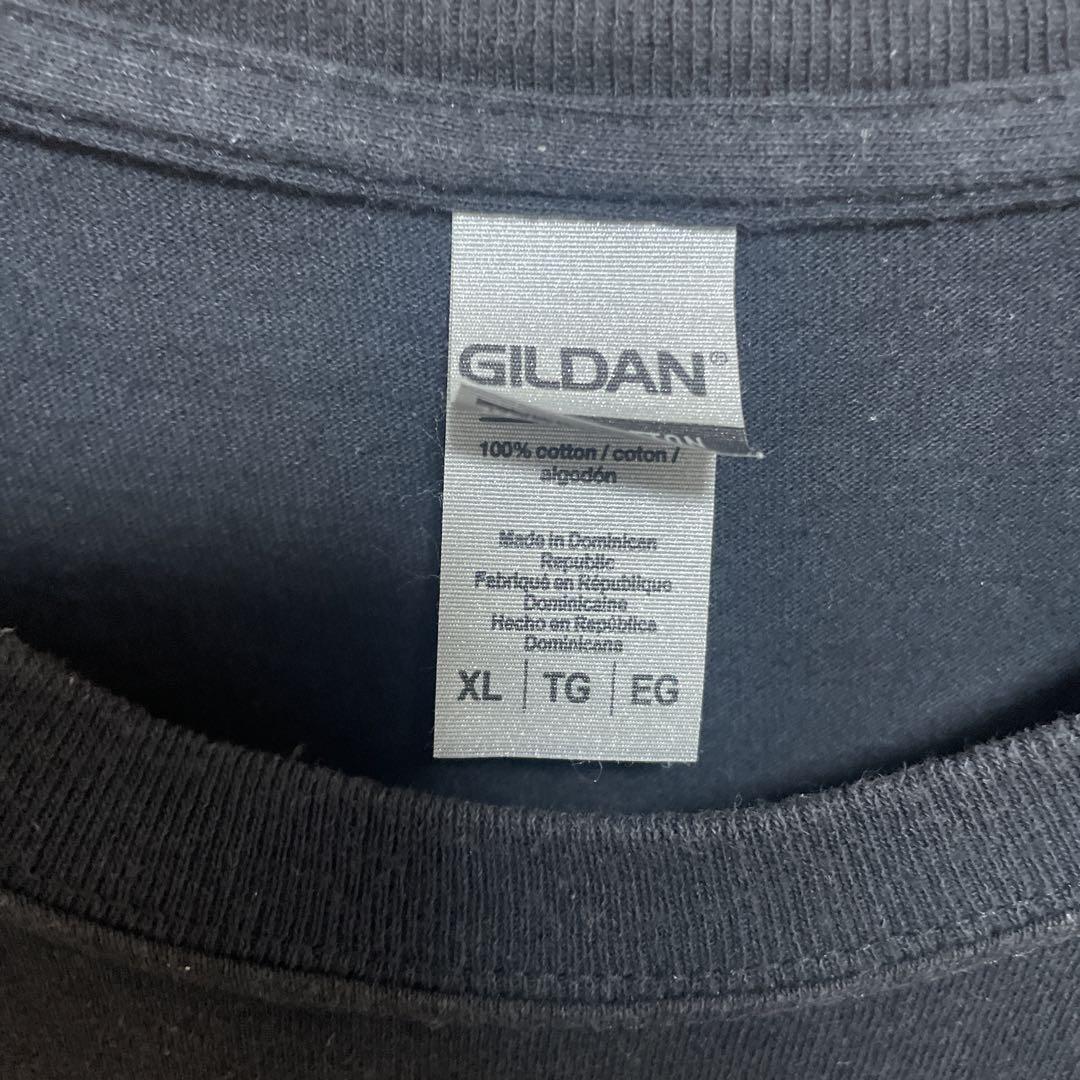 GILDAN®
100% cotton / coton /
algodón
Made in Dominican
Republic
Fabriqué en République
Dominicaine
Hecho en República
Dominicana
XL | TG | EG